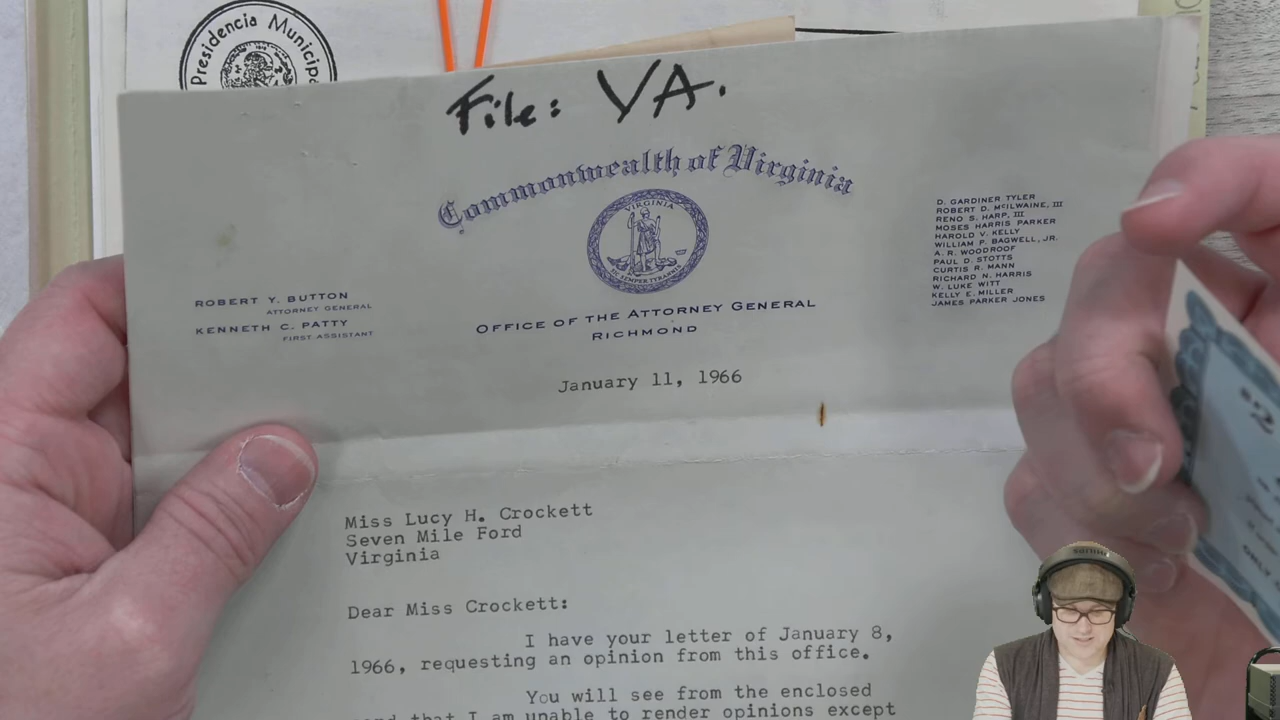 Presidencia Municipa
File: VA.
Commonwealth of Virginia
VIRGINIA
SIC SEMPER TYRANNIS
ROBERT Y. BUTTON
ATTORNEY GENERAL
KENNETH C. PATTY
FIRST ASSISTANT
OFFICE OF THE ATTORNEY GENERAL
RICHMOND
D. GARDINER TYLER
ROBERT D. McILWAINE, III
RENO S. HARP, III
MOSES HARRIS PARKER
HAROLD V. KELLY
WILLIAM P. BAGWELL, JR.
A. R. WOODROOF
PAUL D. STOTTS
CURTIS R. MANN
RICHARD N. HARRIS
W. LUKE WITT
KELLY E. MILLER
JAMES PARKER JONES
January 11, 1966
Miss Lucy H. Crockett
Seven Mile Ford
Virginia
Dear Miss Crockett:
I have your letter of January 8,
1966, requesting an opinion from this office.
You will see from the enclosed
card that I am unable to render opinions except
ONLY